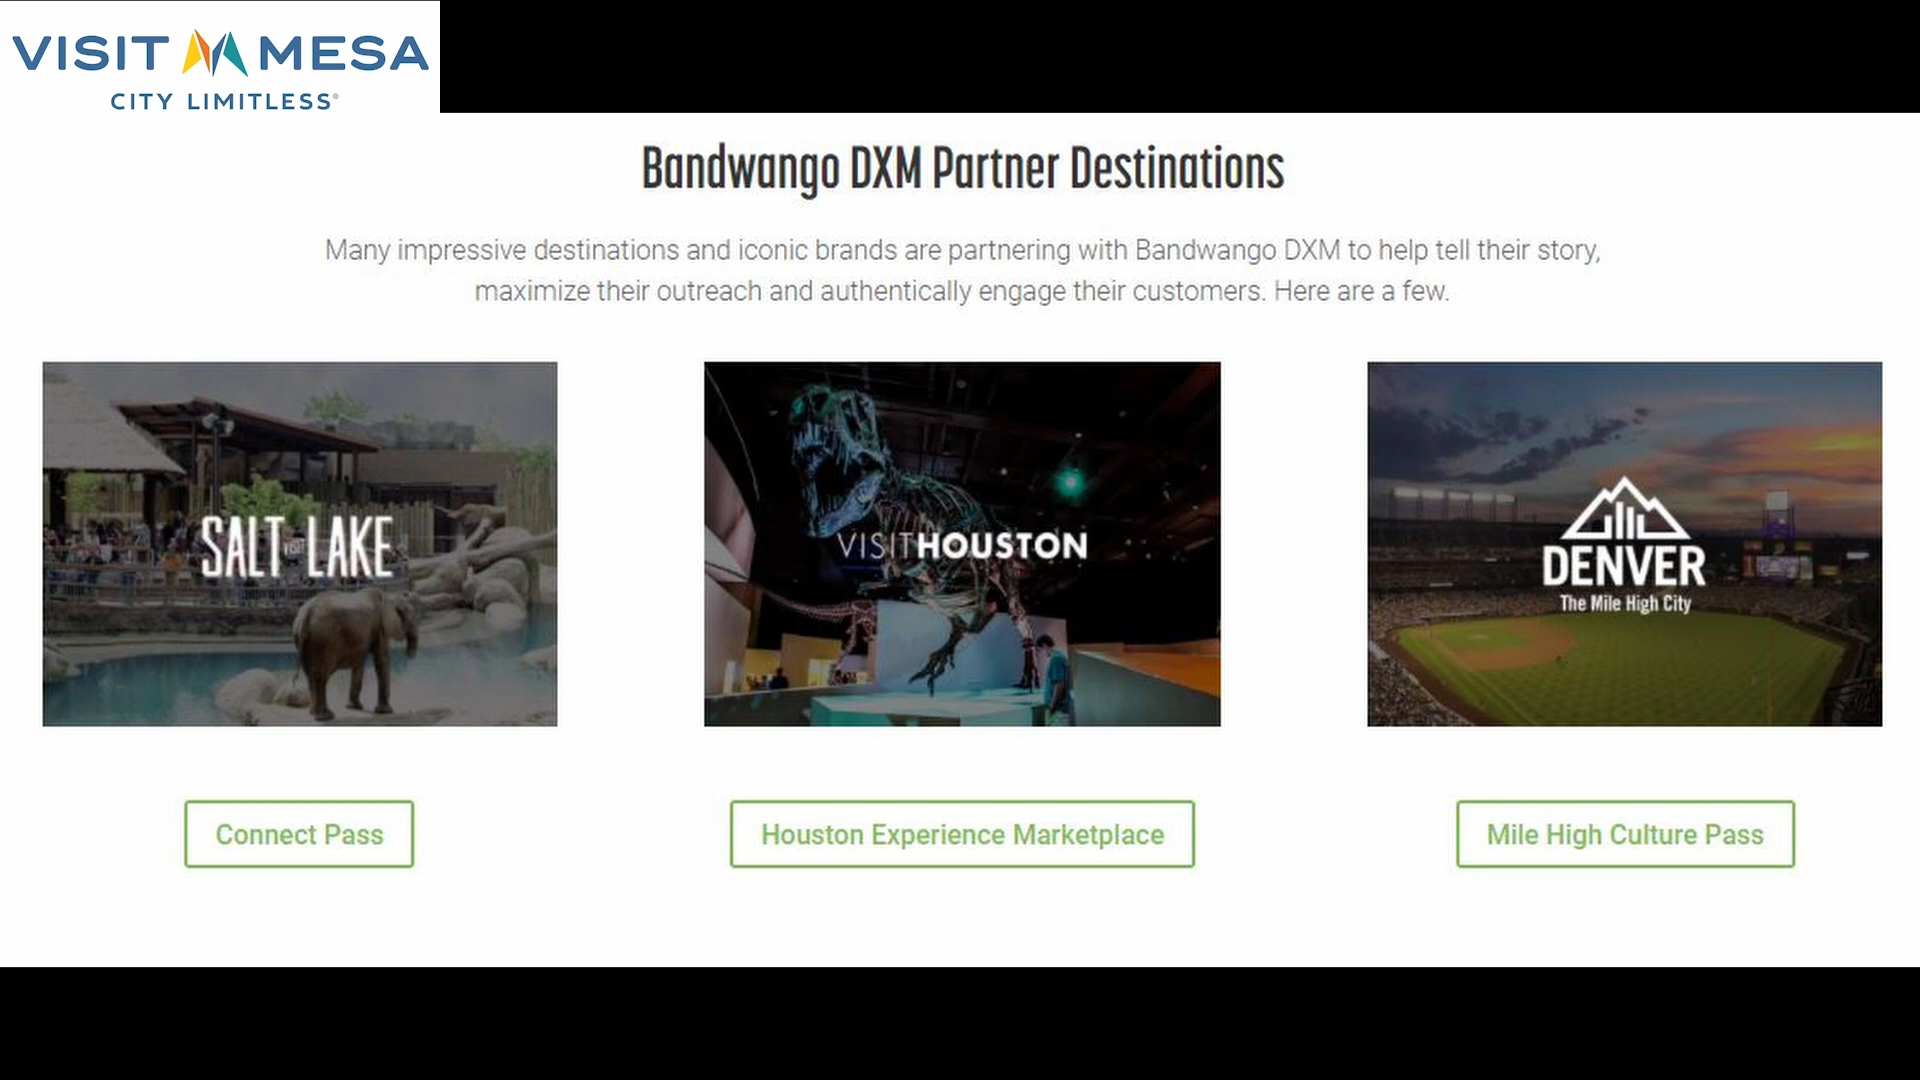 VISIT MESA
CITY LIMITLESS®
Bandwango DXM Partner Destinations
Many impressive destinations and iconic brands are partnering with Bandwango DXM to help tell their story,
maximize their outreach and authentically engage their customers. Here are a few.
SALT VISIT LAKE
VISITHOUSTON
DENVER
The Mile High City
Connect Pass
Houston Experience Marketplace
Mile High Culture Pass